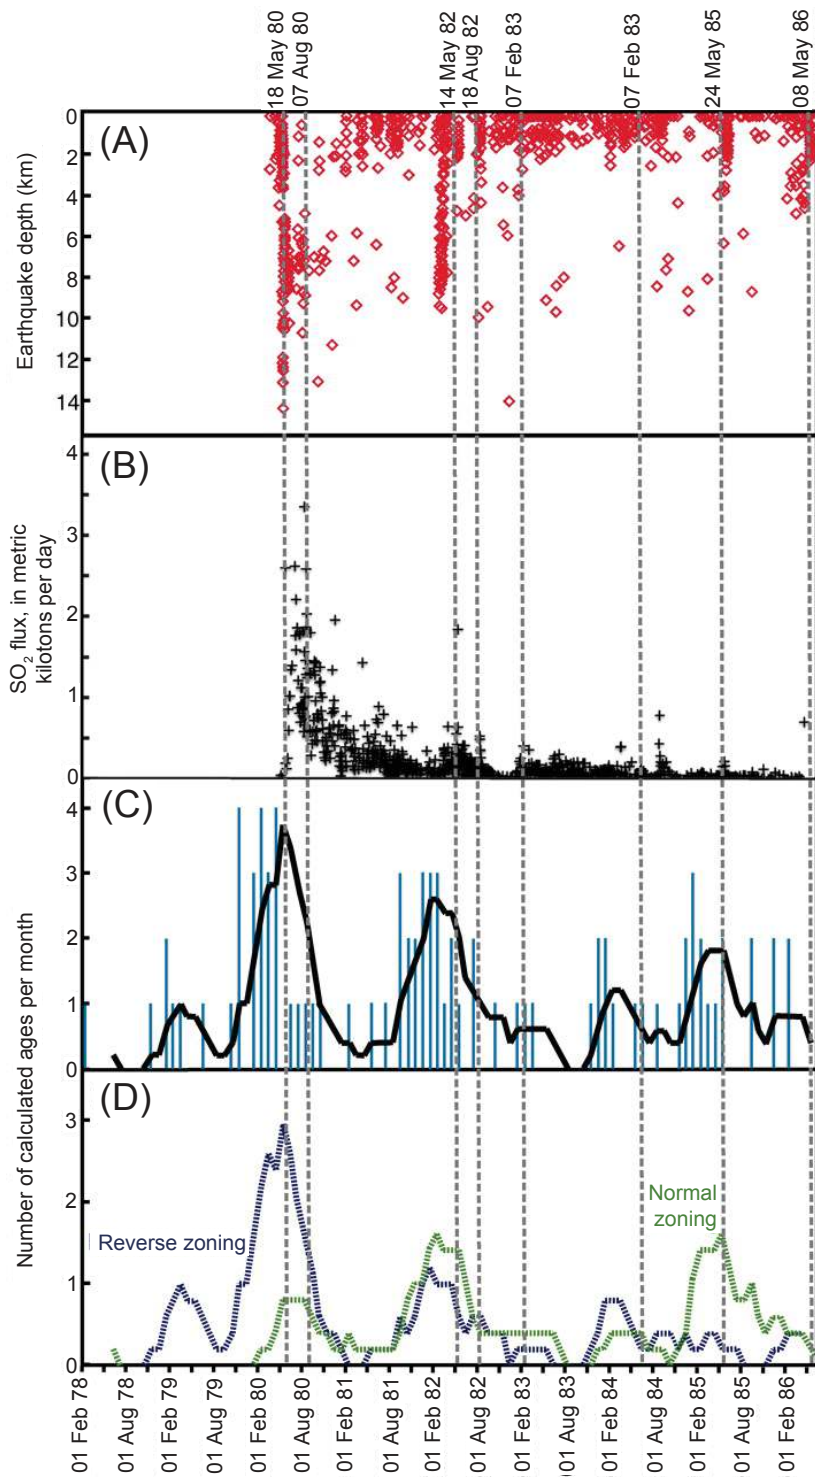 18 May 80
07 Aug 80
14 May 82
18 Aug 82
07 Feb 83
07 Feb 83
24 May 85
08 May 86
(A)
Earthquake depth (km)
0
2
4
6
8
10
12
14
(B)
SO2 flux, in metric
kilotons per day
4
3
2
1
0
(C)
Number of calculated ages per month
4
3
2
1
0
(D)
3
2
1
0
Reverse zoning
Normal
zoning
01 Feb 78
01 Aug 78
01 Feb 79
01 Aug 79
01 Feb 80
01 Aug 80
01 Feb 81
01 Aug 81
01 Feb 82
01 Aug 82
01 Feb 83
01 Aug 83
01 Feb 84
01 Aug 84
01 Feb 85
01 Aug 85
01 Feb 86